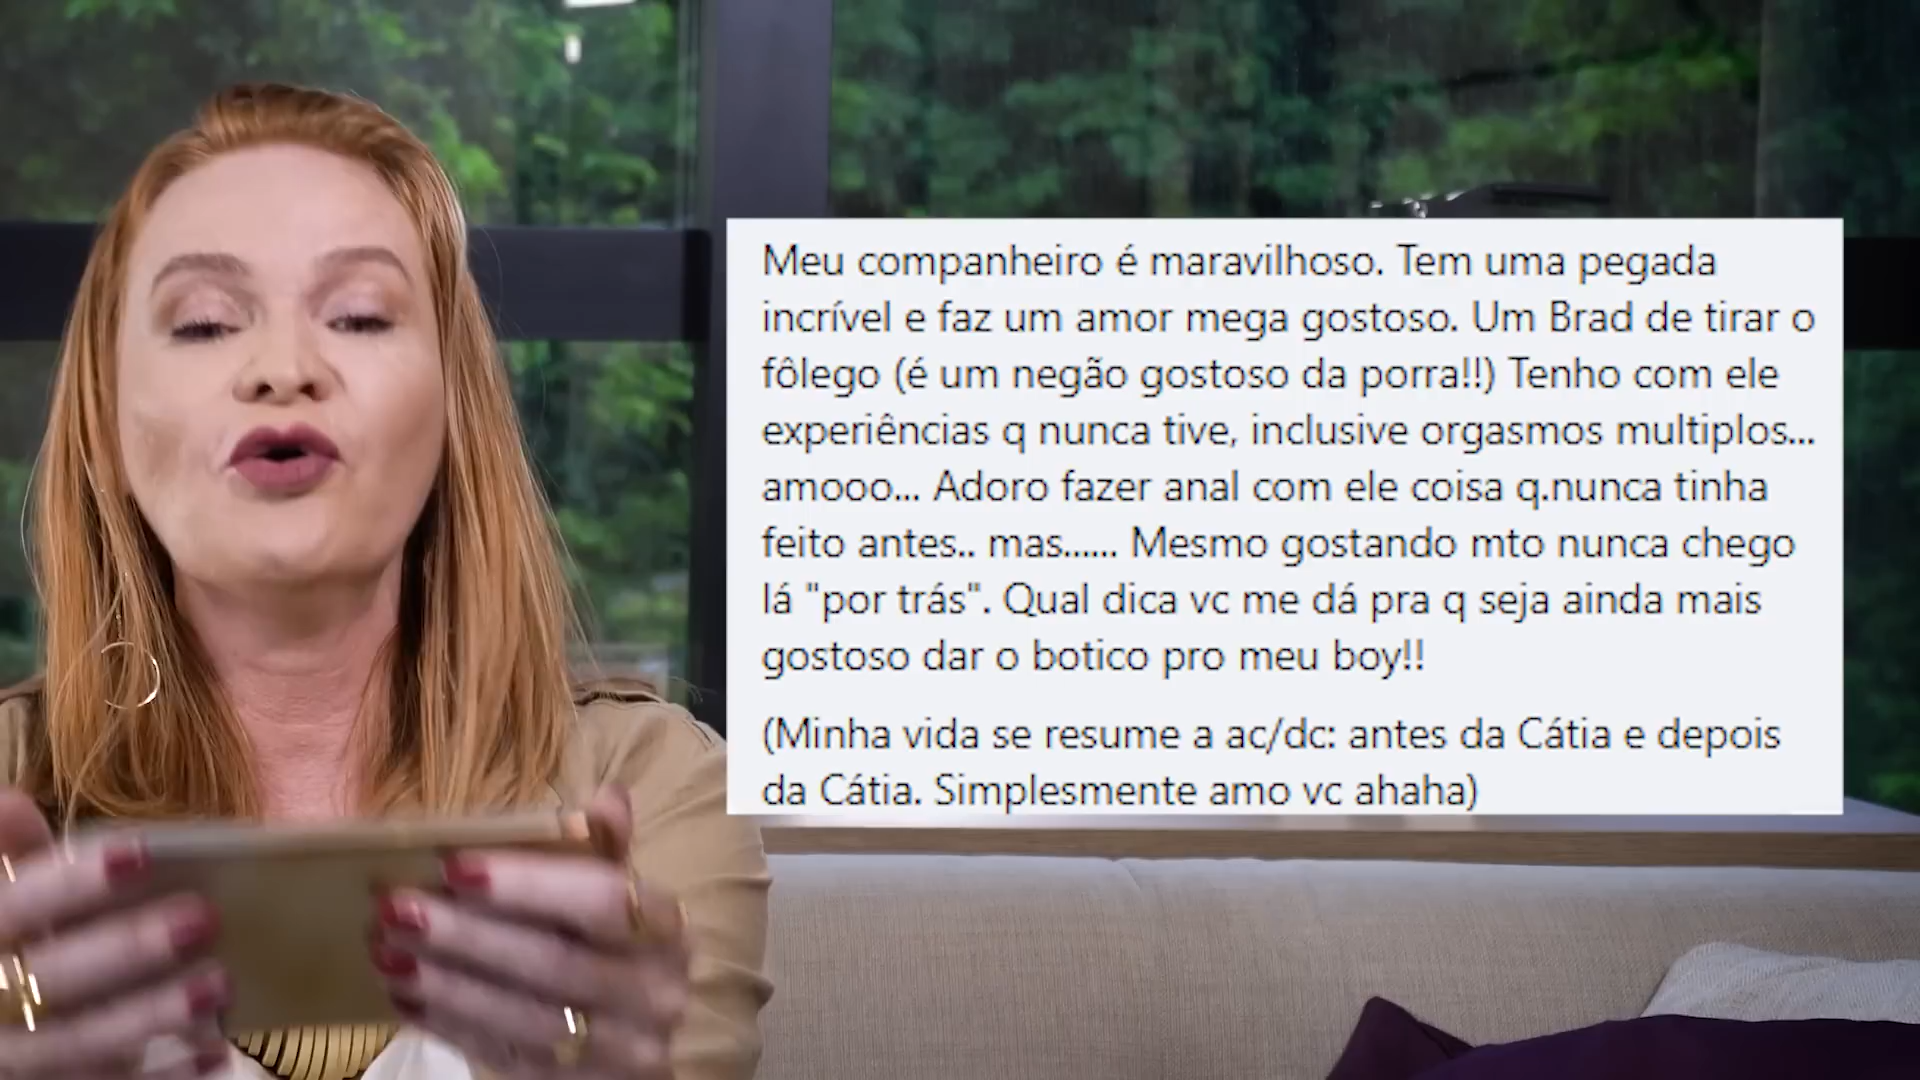 Meu companheiro é maravilhoso. Tem uma pegada
incrível e faz um amor mega gostoso. Um Brad de tirar o
fôlego (é um negão gostoso da porra!!) Tenho com ele
experiências q nunca tive, inclusive orgasmos multiplos...
amooo... Adoro fazer anal com ele coisa q.nunca tinha
feito antes.. mas...... Mesmo gostando mto nunca chego
lá "por trás". Qual dica vc me dá pra q seja ainda mais
gostoso dar o botico pro meu boy!!
(Minha vida se resume a ac/dc: antes da Cátia e depois
da Cátia. Simplesmente amo vc ahaha)